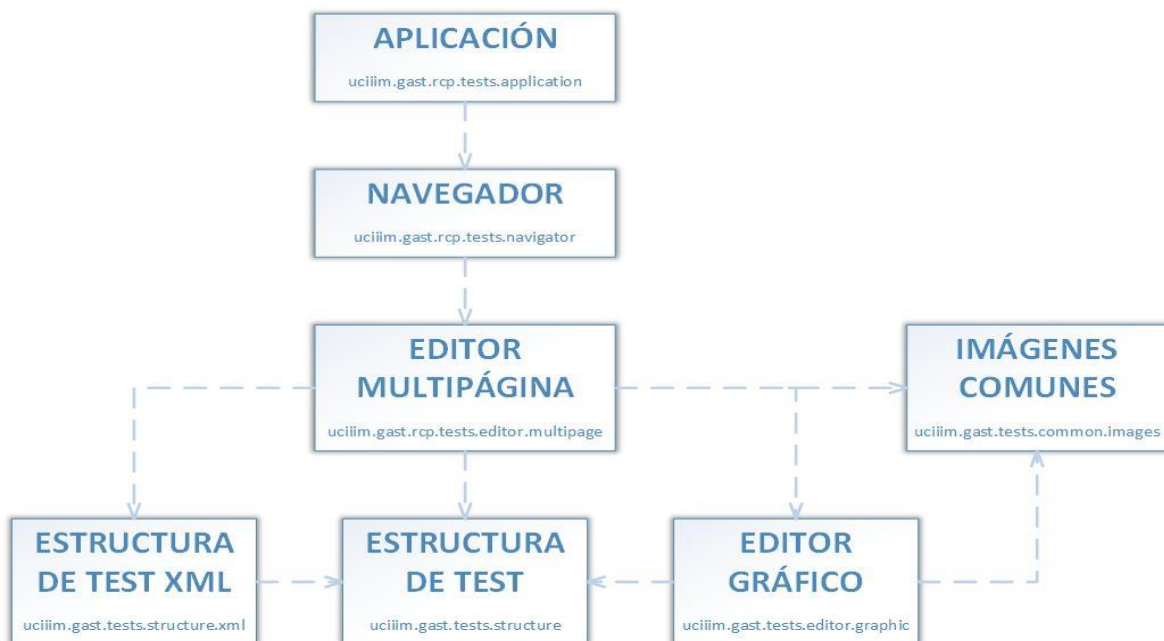 APLICACIÓN
uciiim.gast.rcp.tests.application
NAVEGADOR
uciiim.gast.rcp.tests.navigator
EDITOR
MULTIPÁGINA
uciiim.gast.rcp.tests.editor.multipage
IMÁGENES
COMUNES
uciiim.gast.tests.common.images
ESTRUCTURA
DE TEST XML
uciiim.gast.tests.structure.xml
ESTRUCTURA
DE TEST
uciiim.gast.tests.structure
EDITOR
GRÁFICO
uciiim.gast.tests.editor.graphic